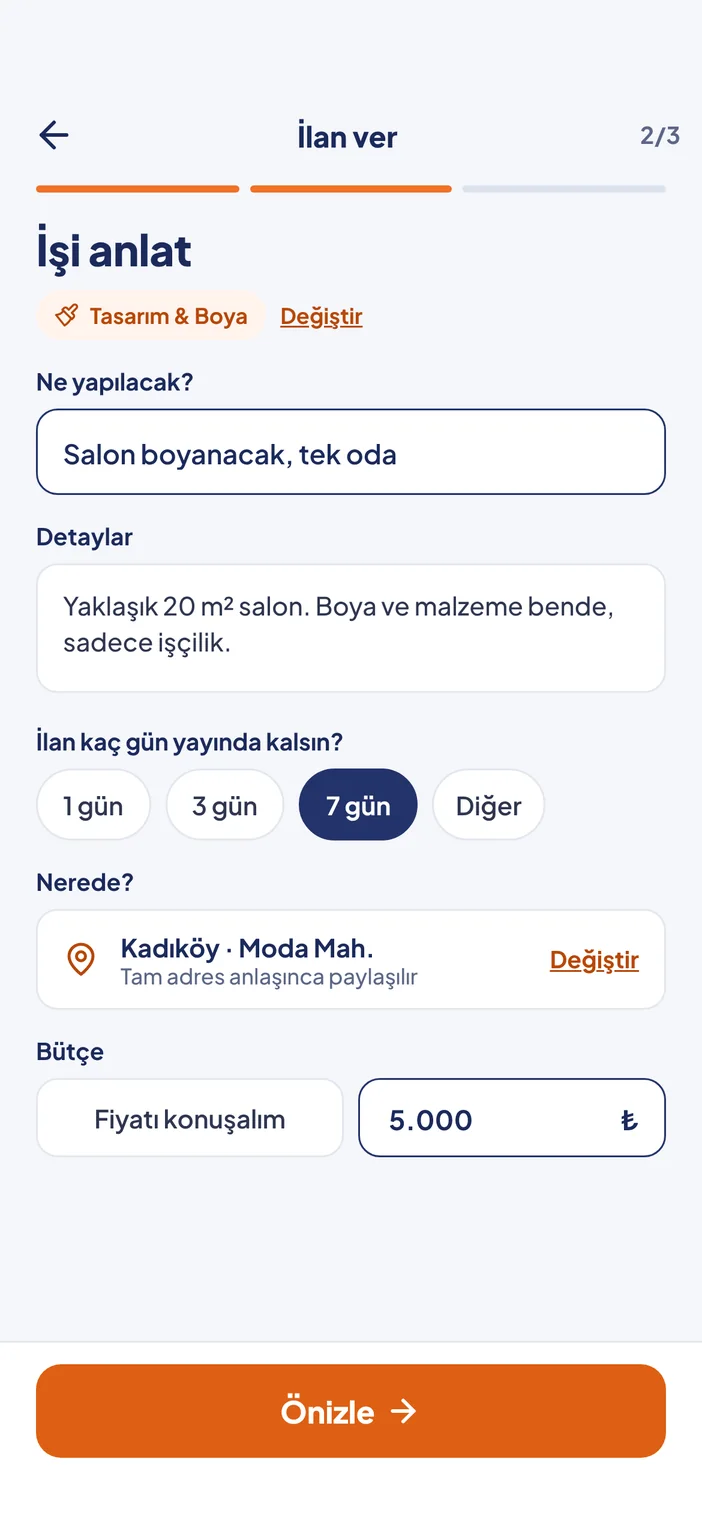 İlan ver
2/3
İşi anlat
Tasarım & Boya
Değiştir
Ne yapılacak?
Salon boyanacak, tek oda
Detaylar
Yaklaşık 20 m² salon. Boya ve malzeme bende,
sadece işçilik.
İlan kaç gün yayında kalsın?
1 gün
3 gün
7 gün
Diğer
Nerede?
Kadıköy · Moda Mah.
Tam adres anlaşınca paylaşılır
Değiştir
Bütçe
Fiyatı konuşalım
5.000 ₺
Önizle →